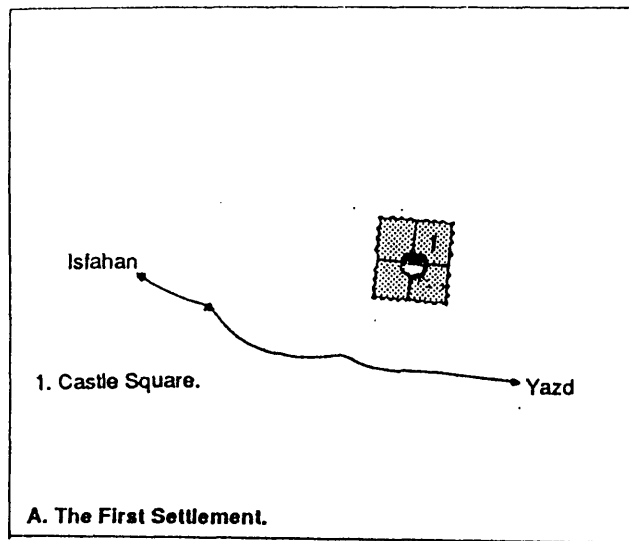 1
Isfahan
1. Castle Square.
Yazd
A. The First Settlement.